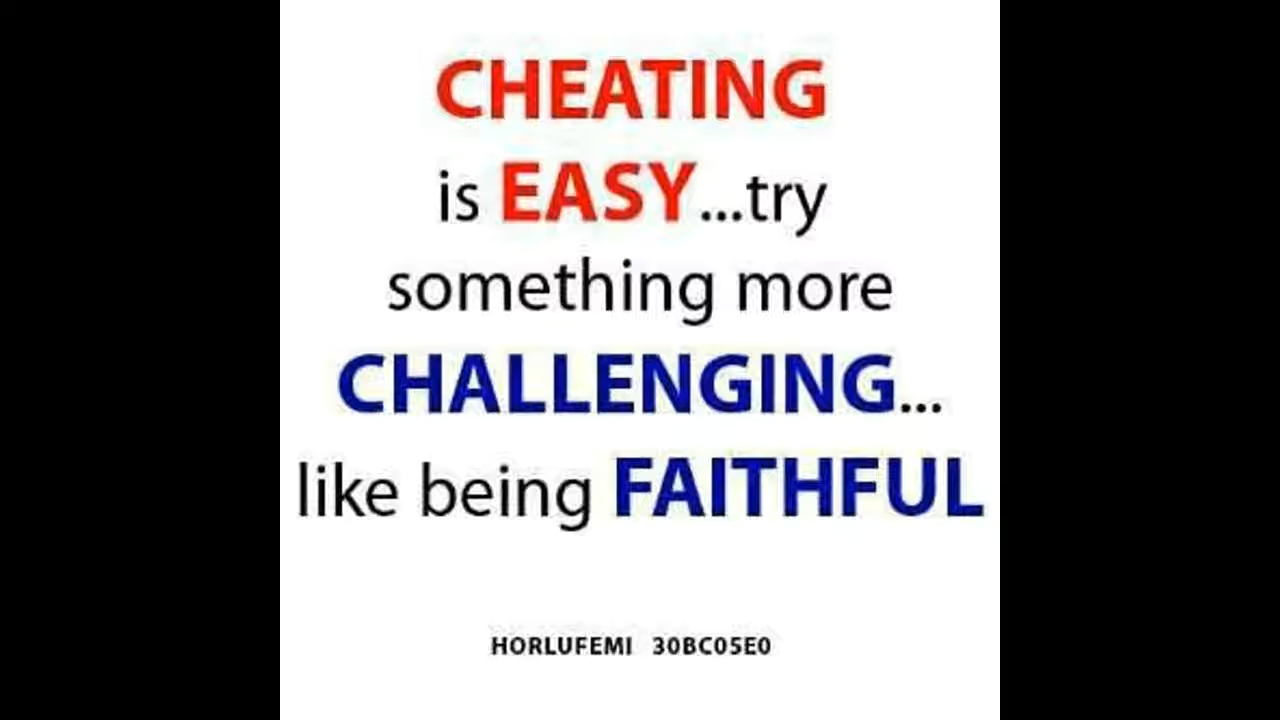 CHEATING
is EASY...try
something more
CHALLENGING...
like being FAITHFUL
HORLUFEMI 30BC05E0